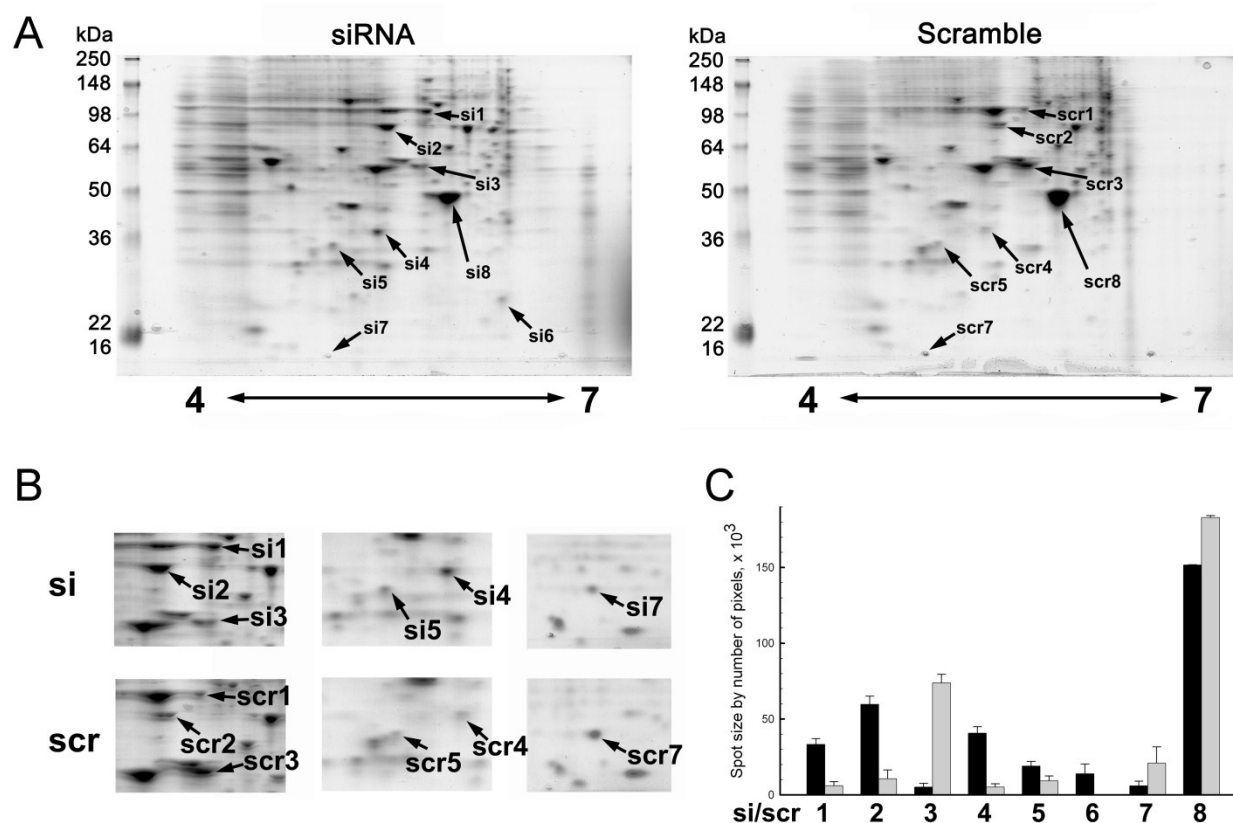 A
siRNA
kDa
250
148
98
64
50
36
22
16
si1
si2
si3
si4
si8
si5
si6
si7
4
7
Scramble
kDa
250
148
98
64
50
36
22
16
scr1
scr2
scr3
scr4
scr8
scr5
scr7
4
7
B
si
si1
si2
si3
si4
si5
si7
scr
scr1
scr2
scr3
scr4
scr5
scr7
C
Spot size by number of pixels, x 10³
150
100
50
0
si/scr 1 2 3 4 5 6 7 8